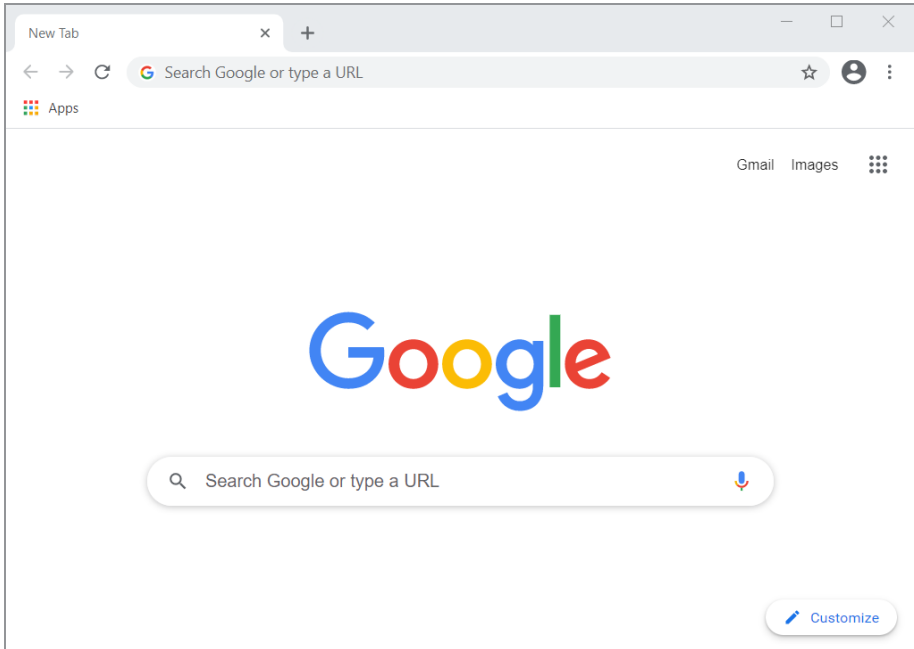 New Tab
Search Google or type a URL
Apps
Gmail Images
Google
Search Google or type a URL
Customize